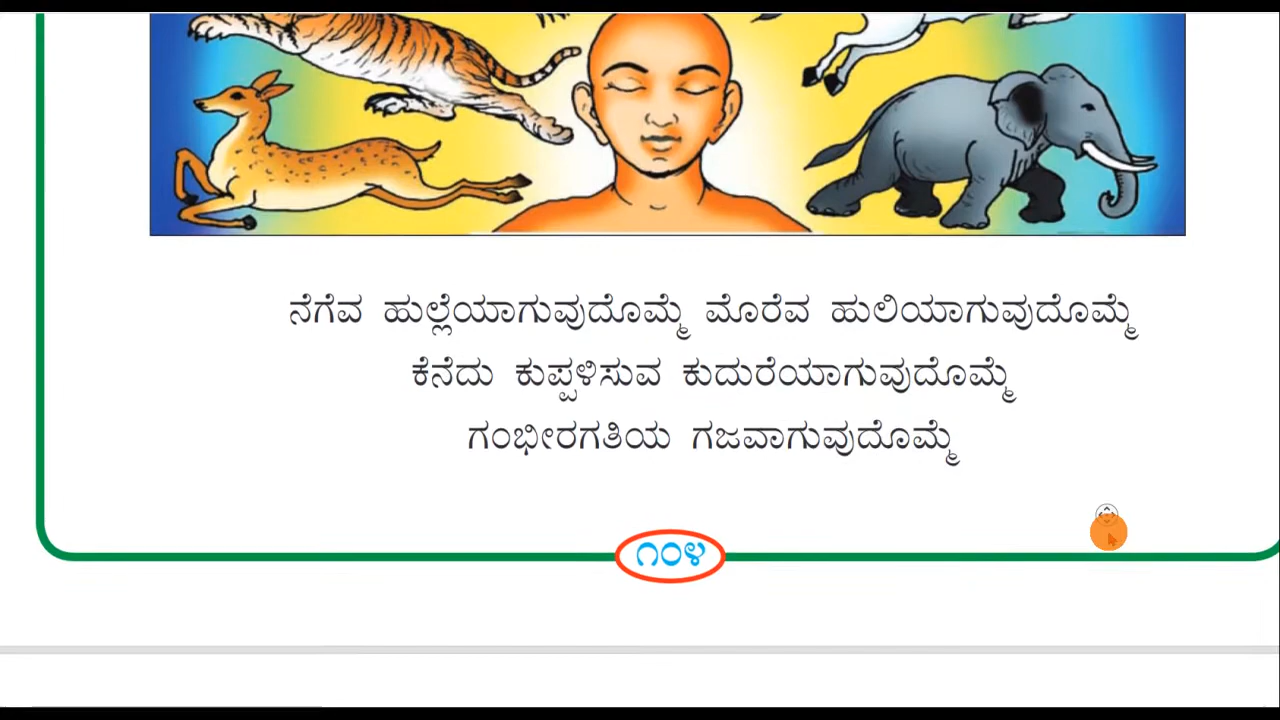 ನೆಗೆವ ಹುಲ್ಲೆಯಾಗುವುದೊಮ್ಮೆ ಮೊರೆವ ಹುಲಿಯಾಗುವುದೊಮ್ಮೆ
ಕೆನೆದು ಕುಪ್ಪಳಿಸುವ ಕುದುರೆಯಾಗುವುದೊಮ್ಮೆ
ಗಂಭೀರಗತಿಯ ಗಜವಾಗುವುದೊಮ್ಮೆ
೧೦೪